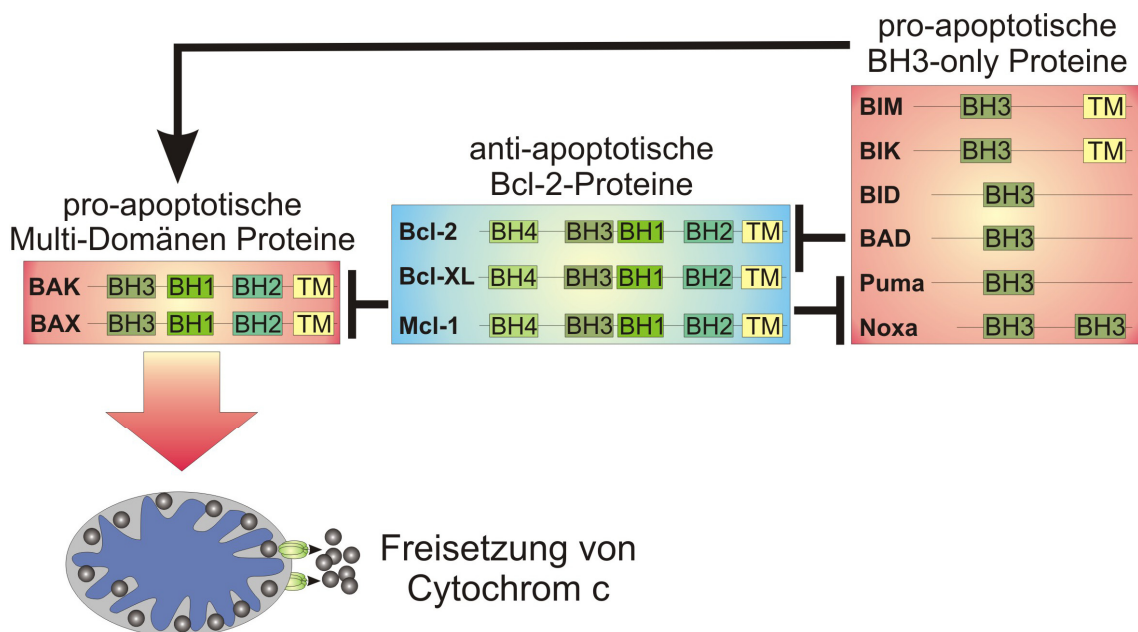 pro-apoptotische
BH3-only Proteine
BIM BH3 TM
BIK BH3 TM
BID BH3
BAD BH3
Puma BH3
Noxa BH3 BH3
anti-apoptotische
Bcl-2-Proteine
Bcl-2 BH4 BH3 BH1 BH2 TM
Bcl-XL BH4 BH3 BH1 BH2 TM
Mcl-1 BH4 BH3 BH1 BH2 TM
pro-apoptotische
Multi-Domänen Proteine
BAK BH3 BH1 BH2 TM
BAX BH3 BH1 BH2 TM
Freisetzung von
Cytochrom c